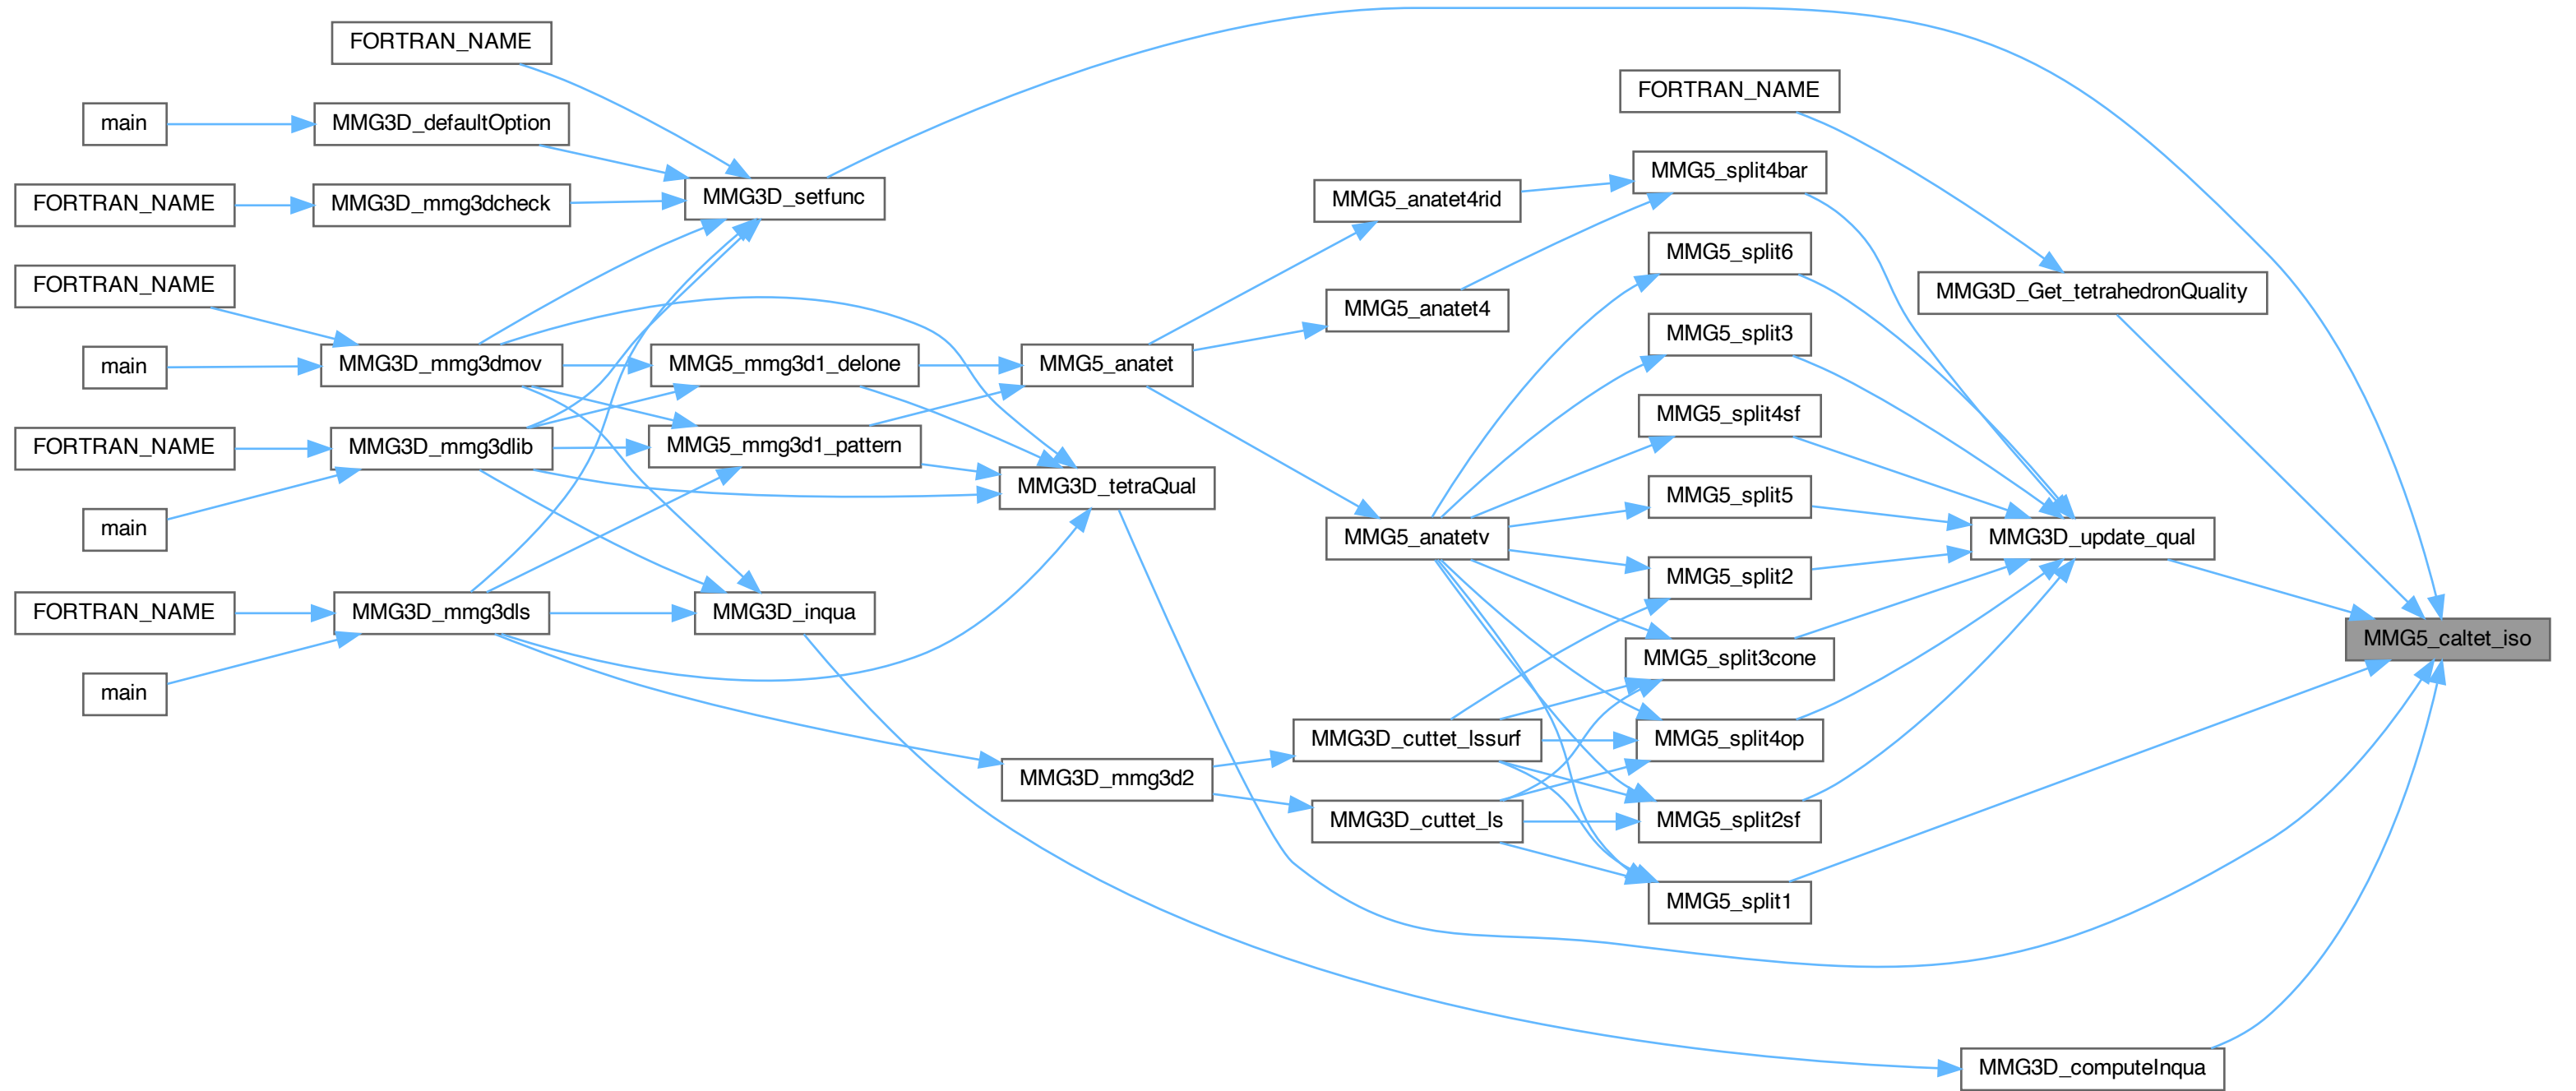 FORTRAN_NAME
main
MMG3D_defaultOption
FORTRAN_NAME
MMG3D_mmg3dcheck
MMG3D_setfunc
FORTRAN_NAME
main
MMG3D_mmg3dmov
FORTRAN_NAME
main
MMG3D_mmg3dlib
FORTRAN_NAME
main
MMG3D_mmg3dls
MMG5_mmg3d1_delone
MMG5_mmg3d1_pattern
MMG3D_inqua
MMG5_anatet
MMG3D_tetraQual
MMG3D_mmg3d2
MMG5_anatet4rid
MMG5_anatet4
MMG5_anatetv
MMG3D_cuttet_lssurf
MMG3D_cuttet_ls
FORTRAN_NAME
MMG5_split4bar
MMG5_split6
MMG5_split3
MMG5_split4sf
MMG5_split5
MMG5_split2
MMG5_split3cone
MMG5_split4op
MMG5_split2sf
MMG5_split1
MMG3D_Get_tetrahedronQuality
MMG3D_update_qual
MMG3D_computeInqua
MMG5_caltet_iso